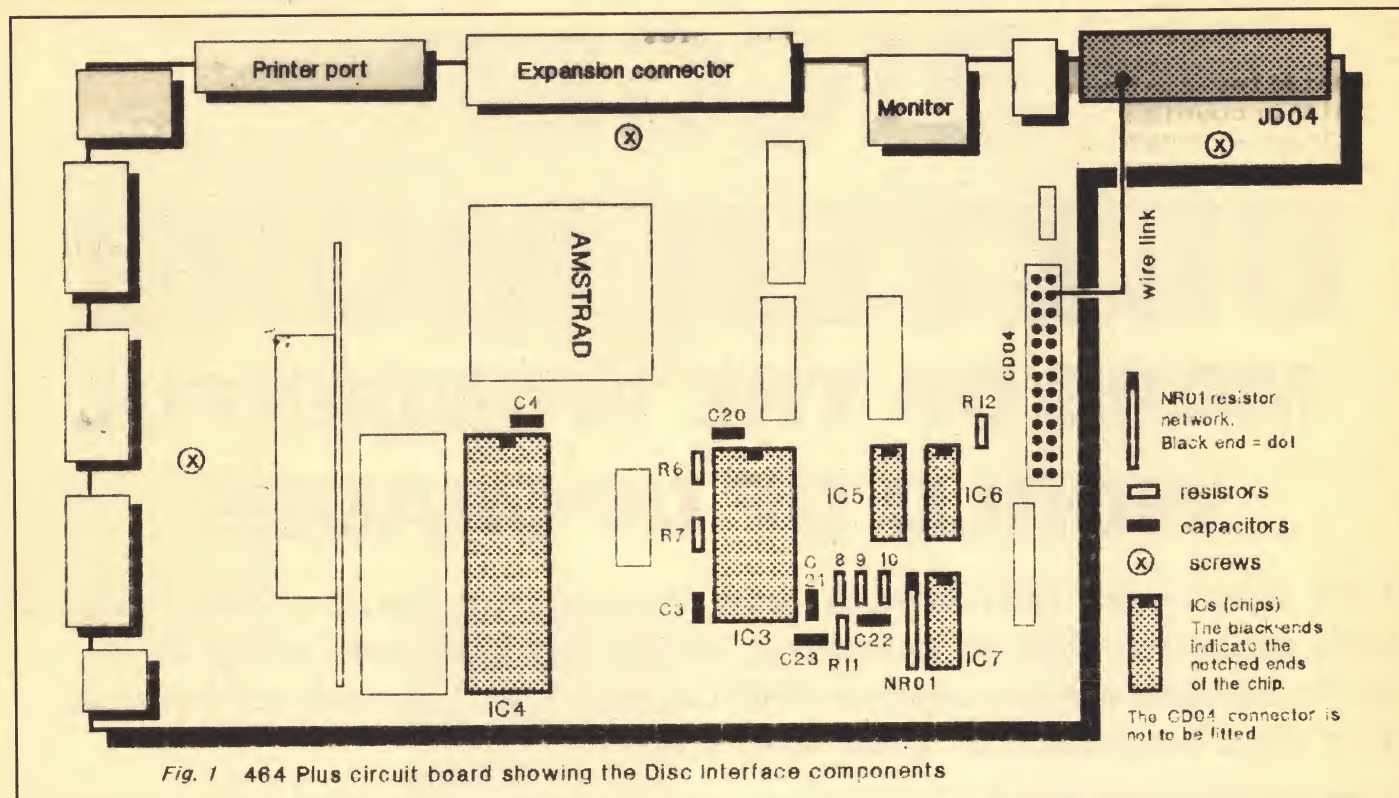 Printer port
Expansion connector
Monitor
JD04
wire link
AMSTRAD
CD04
C4
C20
R12
R6
IC5
IC6
R7
C21
8
9
10
C3
IC3
C23
R11
C22
NR01
IC7
IC4
NR01 resistor
network.
Black end = dot
resistors
capacitors
screws
ICs (chips)
The black ends
indicate the
notched ends
of the chip.
The CD04 connector is
not to be fitted
Fig. 1 464 Plus circuit board showing the Disc Interface components